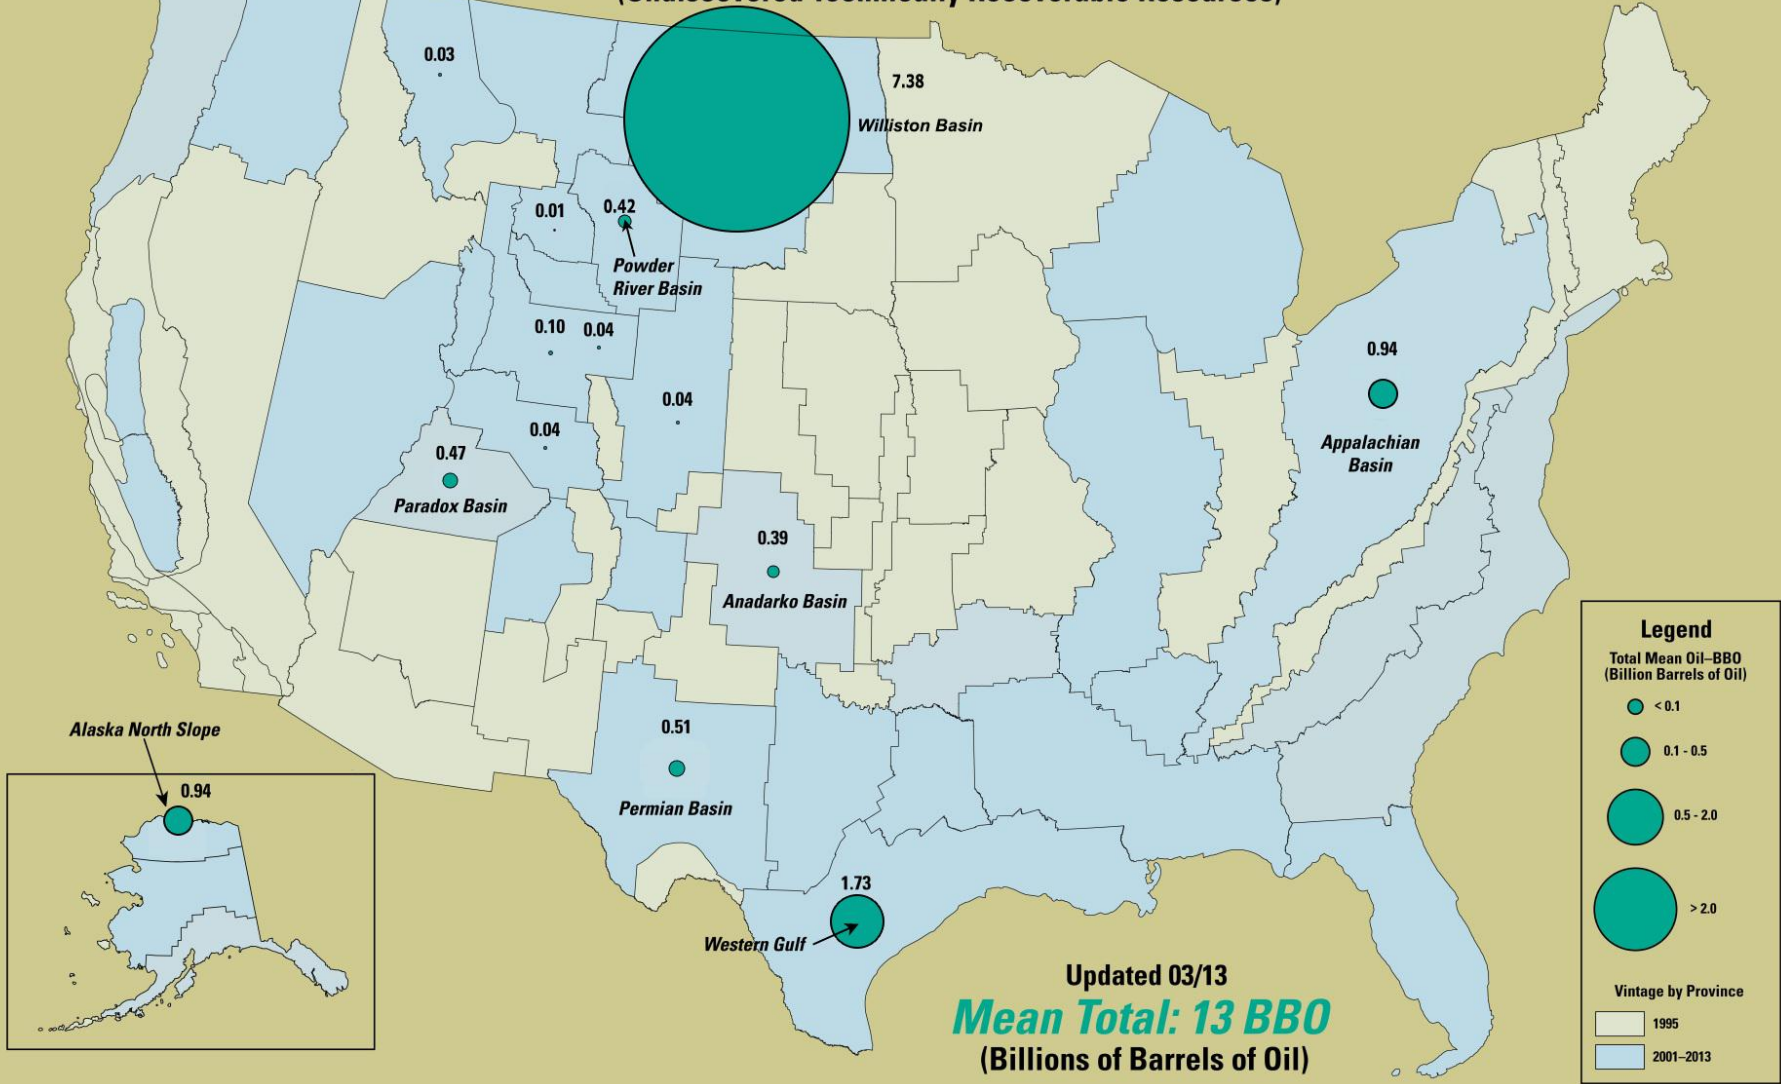 (Undiscovered Technically Recoverable Resources)
0.03
7.38
Williston Basin
0.01
0.42
Powder
River Basin
0.10
0.04
0.04
0.94
Appalachian
Basin
0.04
0.47
Paradox Basin
0.39
Anadarko Basin
0.51
Permian Basin
Alaska North Slope
0.94
1.73
Western Gulf
Updated 03/13
Mean Total: 13 BBO
(Billions of Barrels of Oil)
Legend
Total Mean Oil–BBO
(Billion Barrels of Oil)
< 0.1
0.1 - 0.5
0.5 - 2.0
> 2.0
Vintage by Province
1995
2001–2013